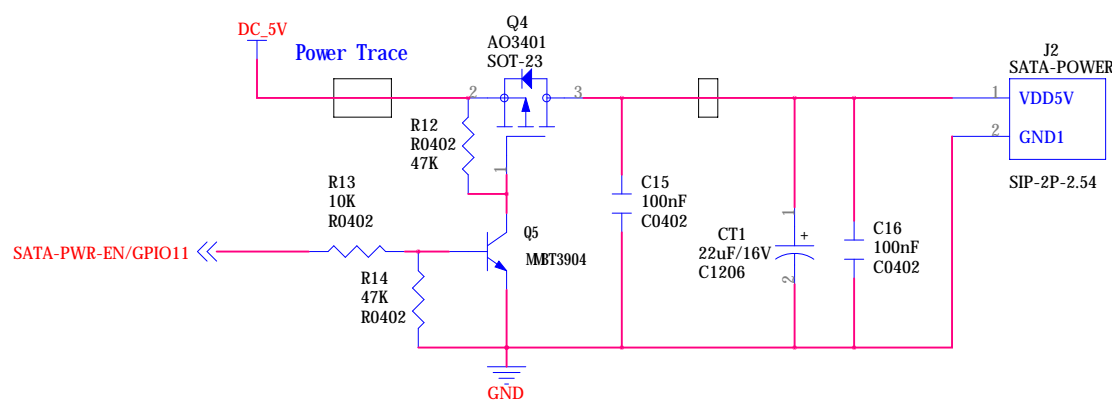 DC_5V
Power Trace
Q4
AO3401
SOT-23
2
3
1
J2
SATA-POWER
1
VDD5V
2
GND1
SIP-2P-2.54
R12
R0402
47K
R13
10K
R0402
SATA-PWR-EN/GPIO11
Q5
MMBT3904
R14
47K
R0402
C15
100nF
C0402
1
+
CT1
22uF/16V
C1206
2
C16
100nF
C0402
GND